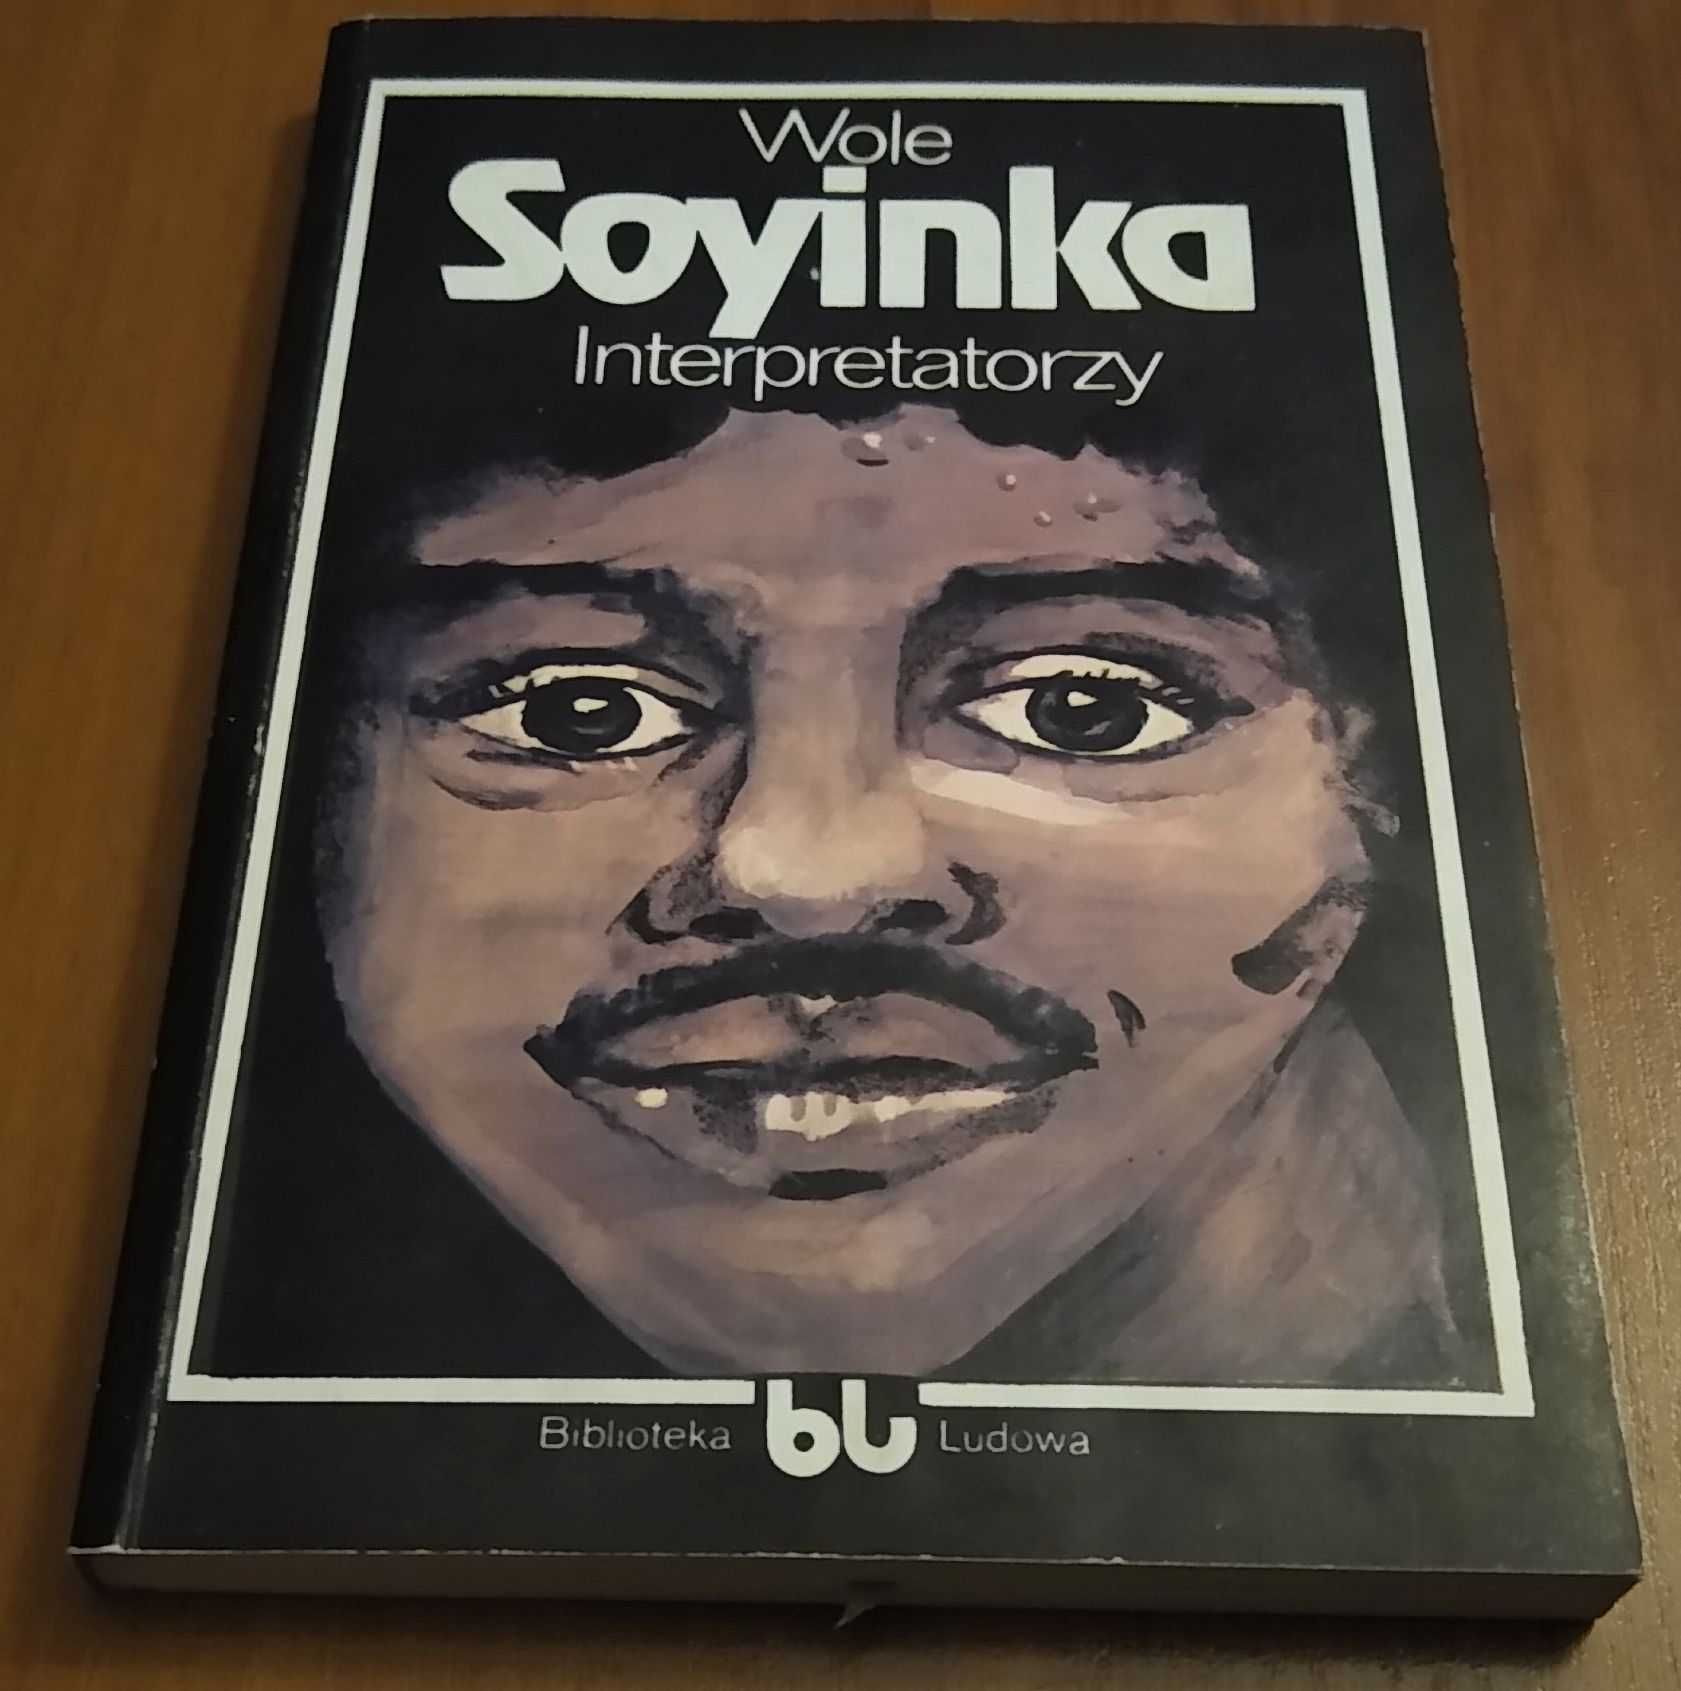 Wole
Soyinka
Interpretatorzy
Biblioteka bl Ludowa